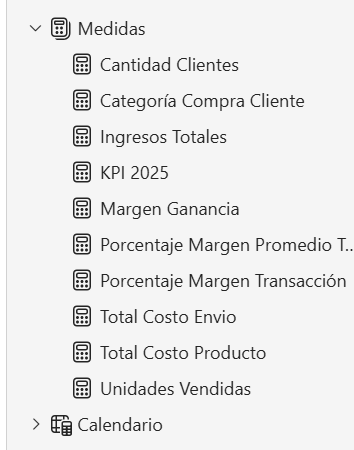 Medidas
Cantidad Clientes
Categoría Compra Cliente
Ingresos Totales
KPI 2025
Margen Ganancia
Porcentaje Margen Promedio T...
Porcentaje Margen Transacción
Total Costo Envio
Total Costo Producto
Unidades Vendidas
Calendario